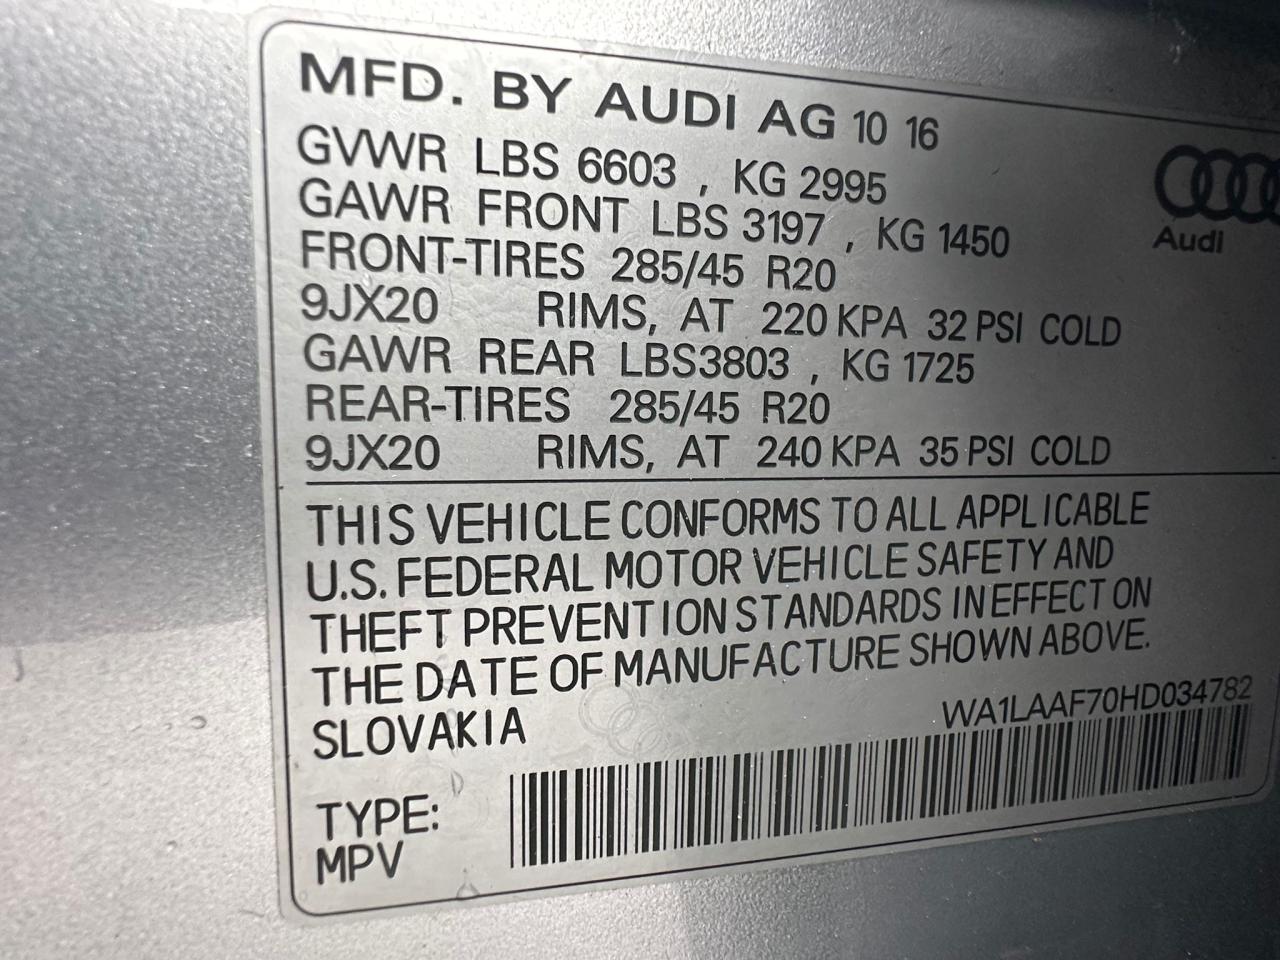 MFD. BY AUDI AG 10 16
GVWR LBS 6603 , KG 2995
GAWR FRONT LBS 3197 , KG 1450
FRONT-TIRES 285/45 R20
9JX20 RIMS, AT 220 KPA 32 PSI COLD
GAWR REAR LBS3803 , KG 1725
REAR-TIRES 285/45 R20
9JX20 RIMS, AT 240 KPA 35 PSI COLD
Audi
THIS VEHICLE CONFORMS TO ALL APPLICABLE
U.S. FEDERAL MOTOR VEHICLE SAFETY AND
THEFT PREVENTION STANDARDS IN EFFECT ON
THE DATE OF MANUFACTURE SHOWN ABOVE.
SLOVAKIA
WA1LAAF70HD034782
TYPE:
MPV